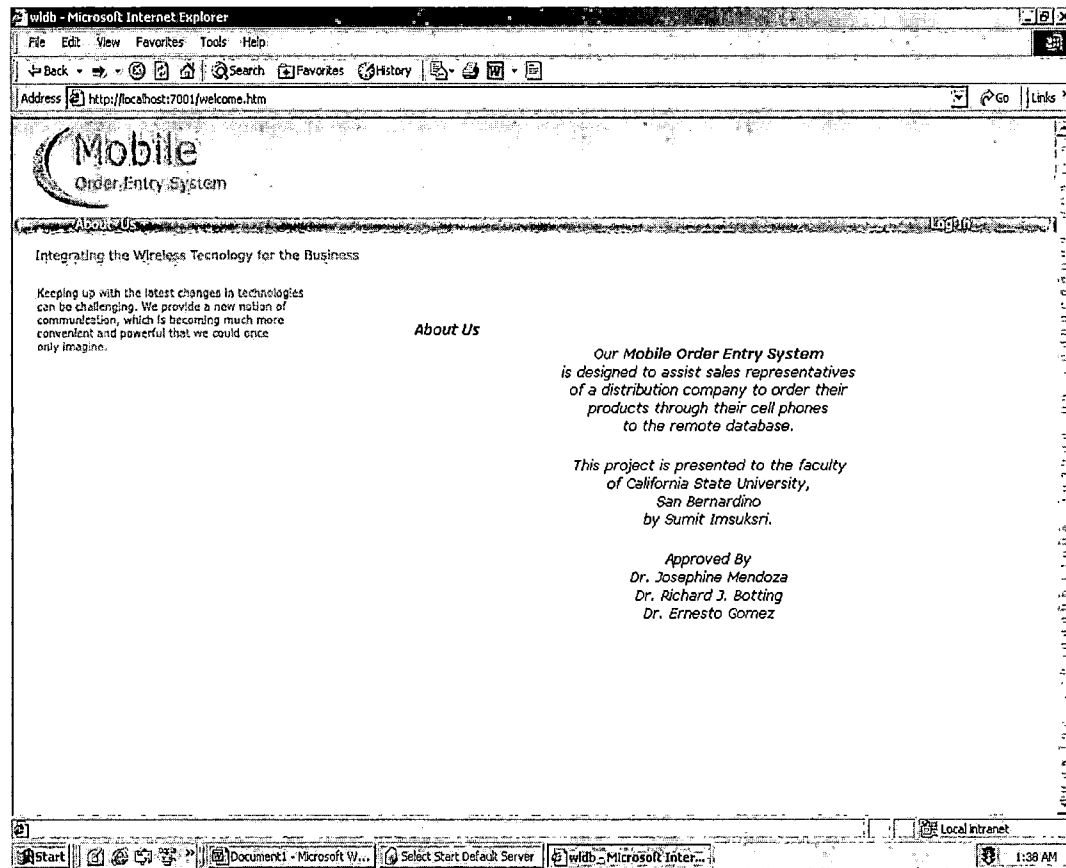 wldb - Microsoft Internet Explorer
File Edit View Favorites Tools Help
Back Search Favorites History
Address http://localhost:7001/welcome.htm Go Links »
Mobile
Order Entry System
About Us Log In
Integrating the Wireless Tecnology for the Business
Keeping up with the latest changes in technologies
can be challenging. We provide a new notion of
communication, which is becoming much more
convenient and powerful that we could once
only imagine.
About Us
Our Mobile Order Entry System
is designed to assist sales representatives
of a distribution company to order their
products through their cell phones
to the remote database.
This project is presented to the faculty
of California State University,
San Bernardino
by Sumit Imsuksri.
Approved By
Dr. Josephine Mendoza
Dr. Richard J. Botting
Dr. Ernesto Gomez
Local intranet
Start » Document1 - Microsoft W... Select Start Default Server wldb - Microsoft Inter... 1:38 AM